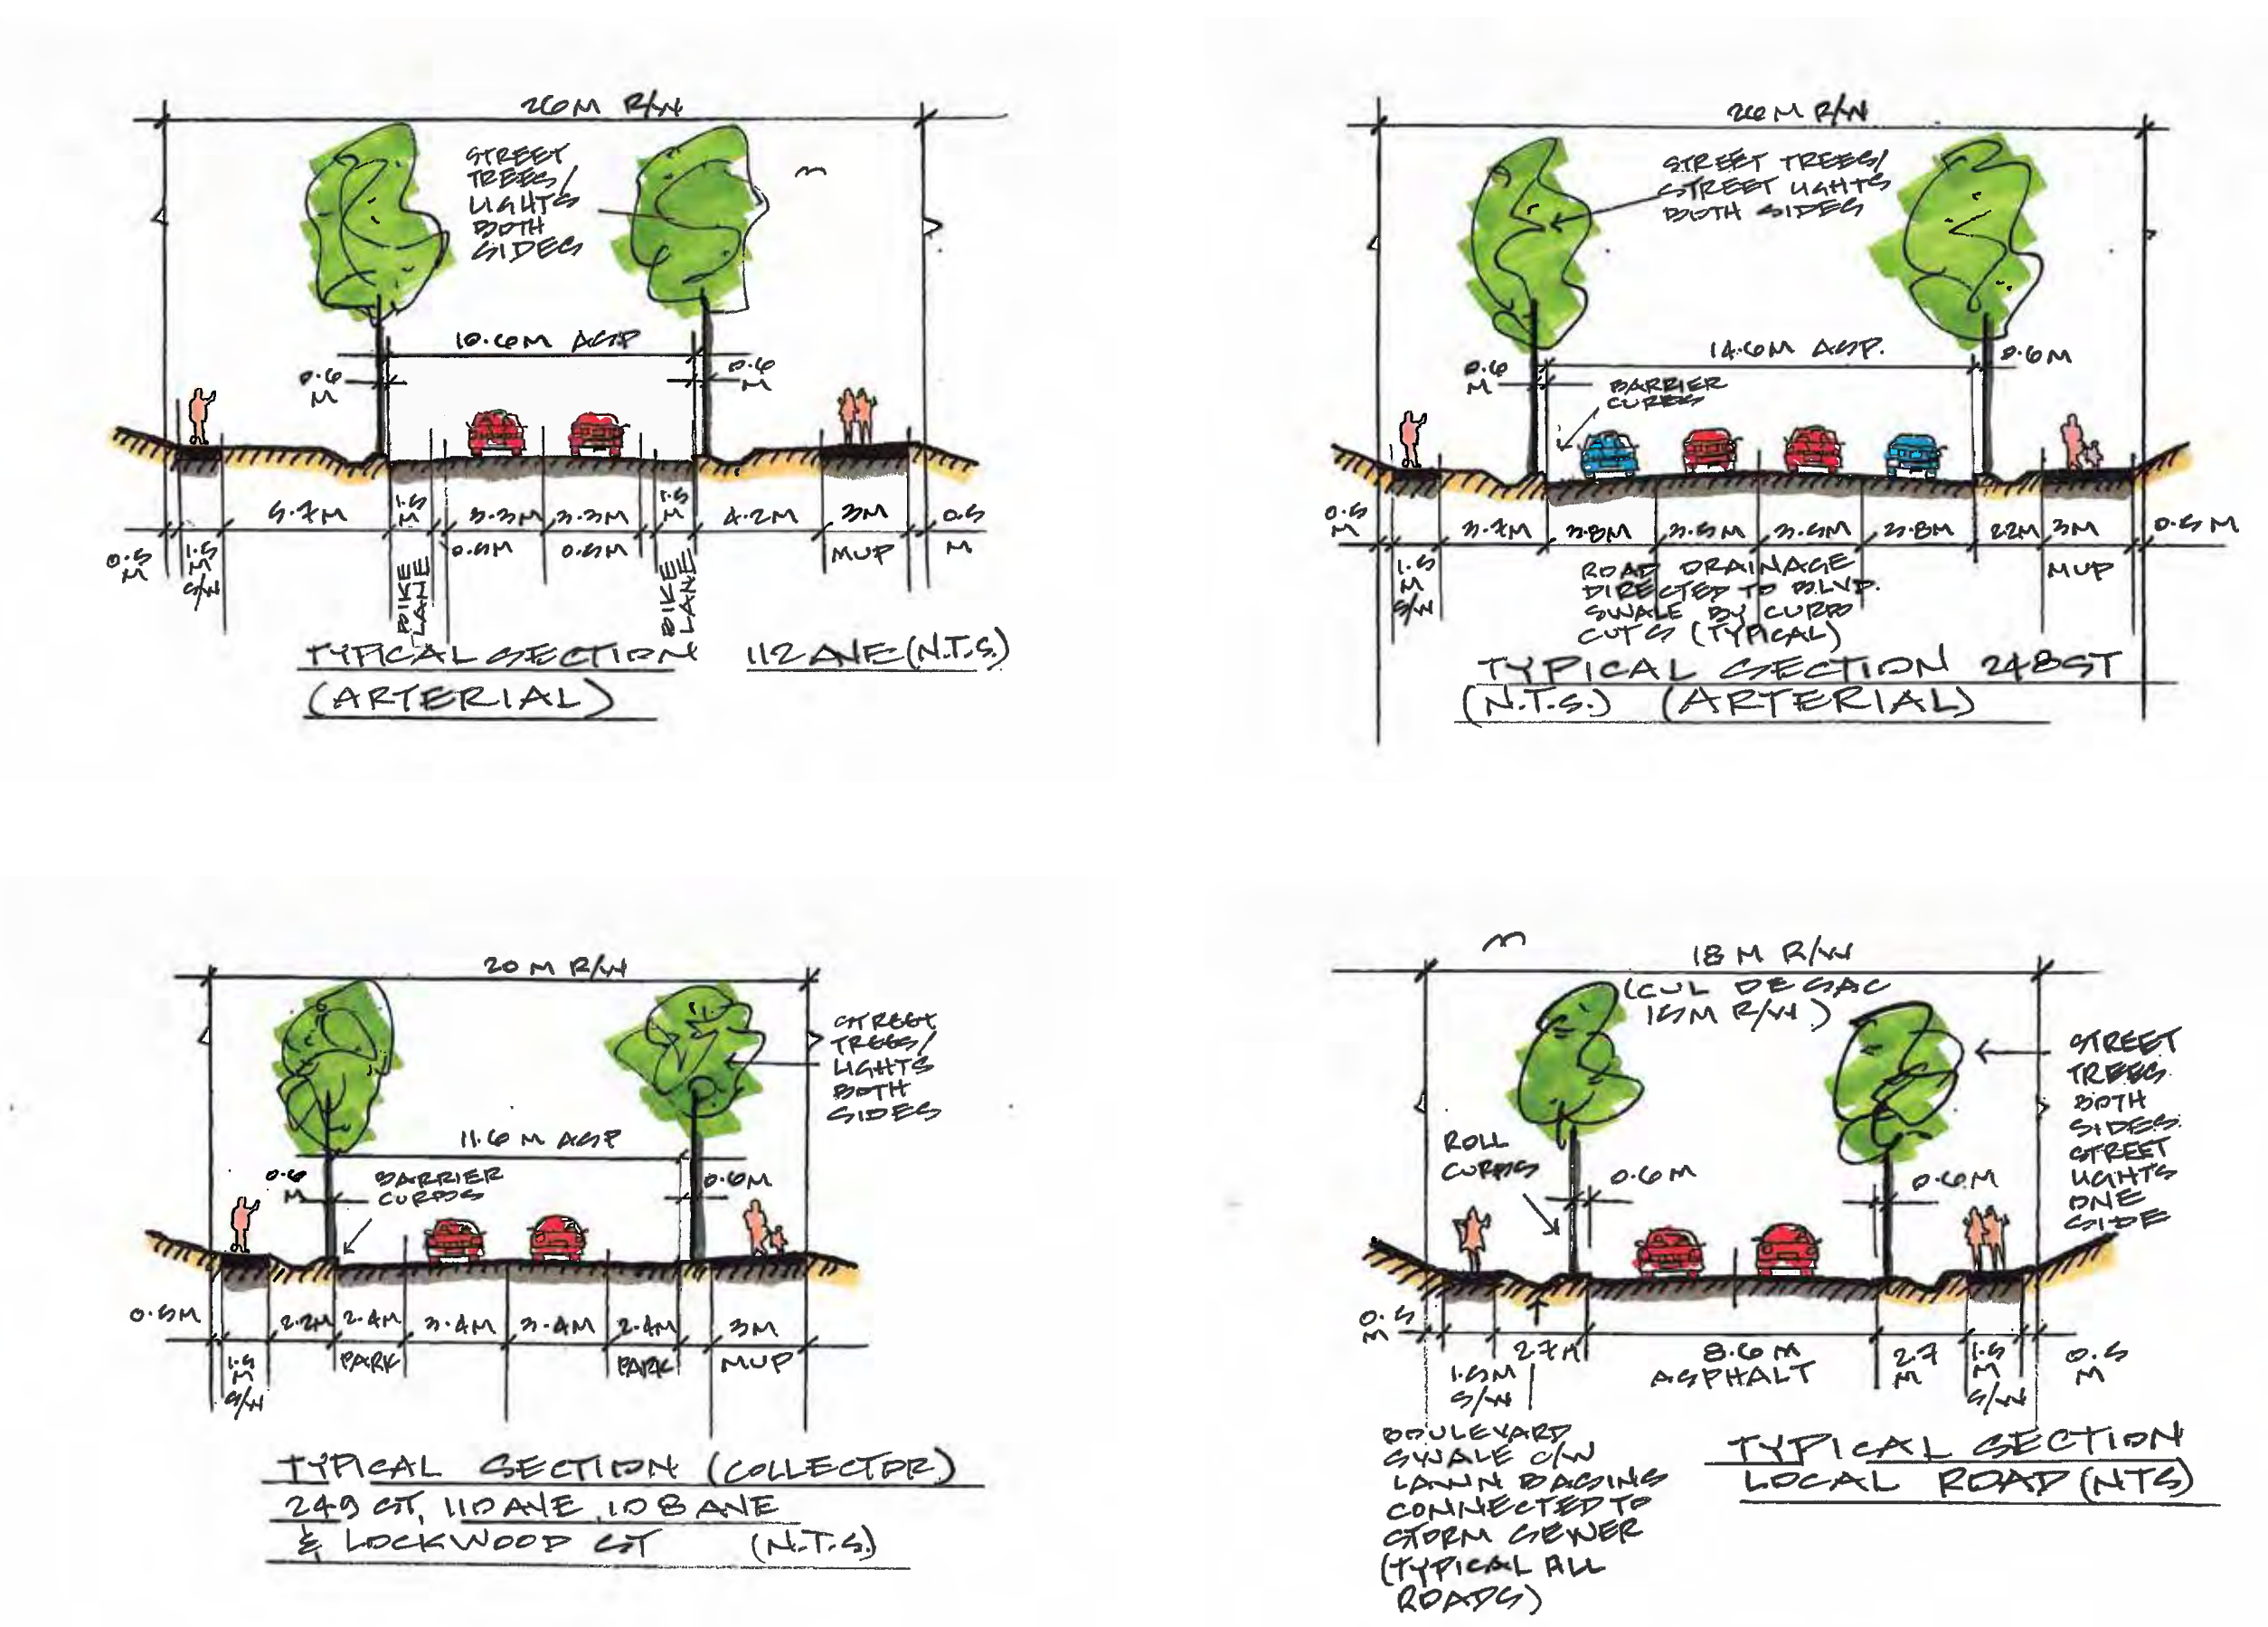 26M R/W
STREET
TREES/
LIGHTS
BOTH
SIDES
10.6M ASP
0.6
M
0.6
M
5.7M
1.5
M
3.3M
3.3M
1.5
M
4.2M
3M
0.5
M
0.5
M
1.5
M
S/W
BIKE
LANE
0.5M
0.5M
BIKE
LANE
MUP
TYPICAL SECTION 112 AVE (N.T.S.)
(ARTERIAL)
26M R/W
STREET TREES/
STREET LIGHTS
BOTH SIDES
14.6M ASP.
0.6
M
0.6M
BARRIER
CURBS
0.5
M
3.7M
3.8M
3.5M
3.5M
3.8M
2.2M
3M
0.5M
1.5
M
S/W
MUP
ROAD DRAINAGE
DIRECTED TO BLVD.
SWALE BY CURB
CUTS (TYPICAL)
TYPICAL SECTION 248ST
(N.T.S.) (ARTERIAL)
20M R/W
STREET
TREES/
LIGHTS
BOTH
SIDES
11.6M ASP
0.6
M
BARRIER
CURBS
0.6M
0.5M
2.2M
2.4M
3.4M
3.4M
2.4M
3M
1.5
M
S/W
PARK
PARK
MUP
TYPICAL SECTION (COLLECTOR)
249 ST, 110 AVE, 108 AVE
& LOCKWOOD ST (N.T.S.)
18M R/W
(CUL DE SAC
15M R/W)
STREET
TREES
BOTH
SIDES.
STREET
LIGHTS
ONE
SIDE
ROLL
CURBS
0.6M
0.6M
0.5
M
1.5M
S/W
2.7M
8.6M
ASPHALT
2.7
M
1.5
M
S/W
0.5
M
BOULEVARD
SWALE C/W
LAWN BASINS
CONNECTED TO
STORM SEWER
(TYPICAL ALL
ROADS)
TYPICAL SECTION
LOCAL ROAD (NTS)